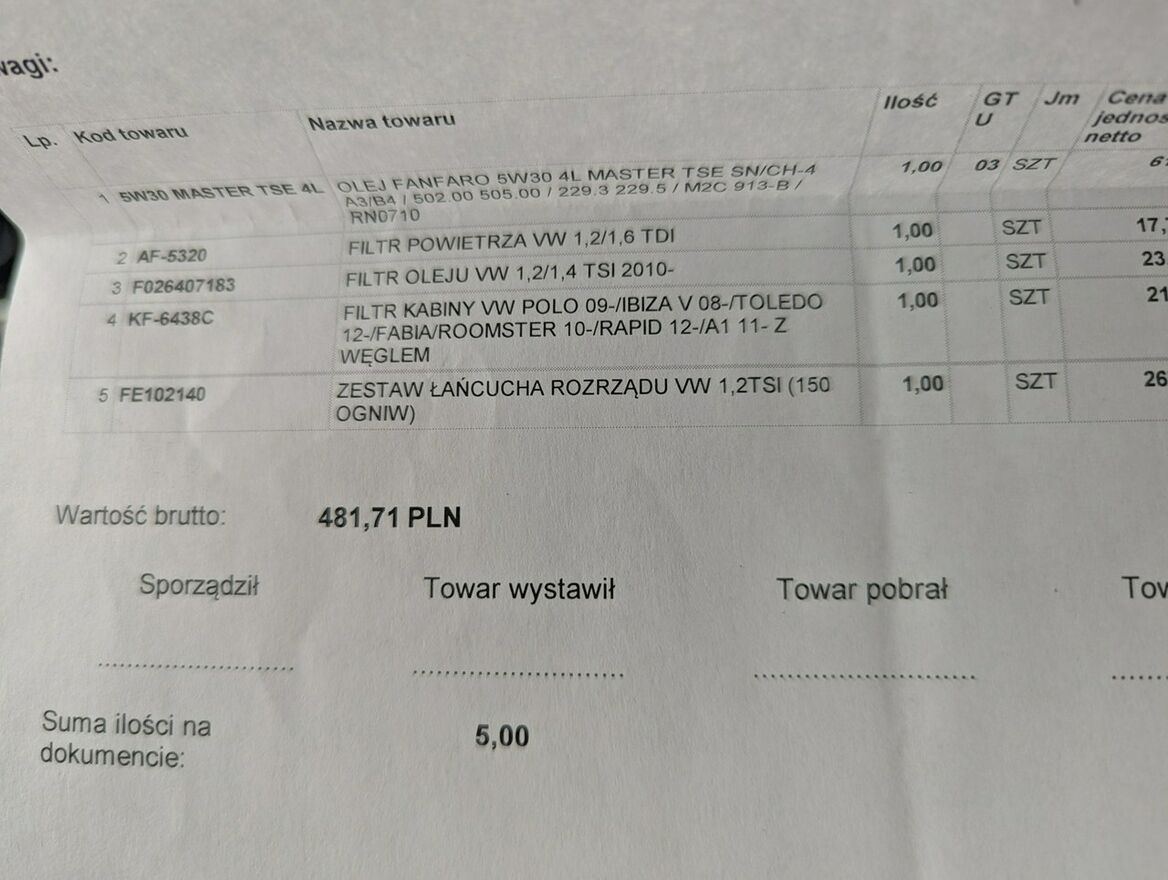 wagi:
Lp. Kod towaru Nazwa towaru Ilość GT U Jm Cena jednos netto
1 5W30 MASTER TSE 4L OLEJ FANFARO 5W30 4L MASTER TSE SN/CH-4 1,00 03 SZT 61
A3/B4 / 502.00 505.00 / 229.3 229.5 / M2C 913-B /
RN0710
2 AF-5320 FILTR POWIETRZA VW 1,2/1,6 TDI 1,00 SZT 17,
3 F026407183 FILTR OLEJU VW 1,2/1,4 TSI 2010- 1,00 SZT 23
4 KF-6438C FILTR KABINY VW POLO 09-/IBIZA V 08-/TOLEDO 1,00 SZT 21
12-/FABIA/ROOMSTER 10-/RAPID 12-/A1 11- Z
WĘGLEM
5 FE102140 ZESTAW ŁAŃCUCHA ROZRZĄDU VW 1,2TSI (150 1,00 SZT 26
OGNIW)
Wartość brutto: 481,71 PLN
Sporządził Towar wystawił Towar pobrał Tow
Suma ilości na
dokumencie: 5,00